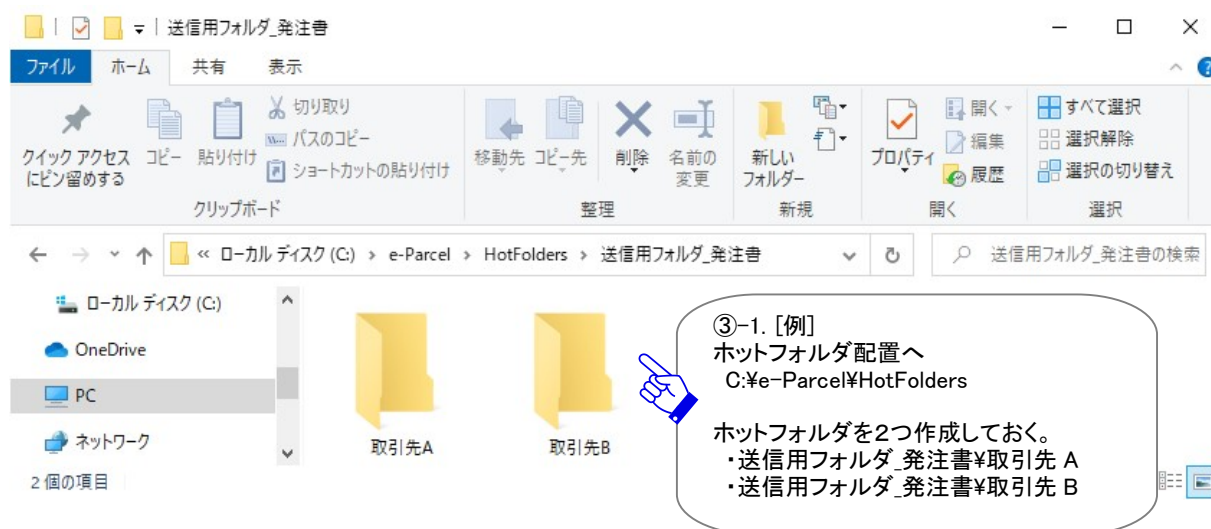 送信用フォルダ_発注書
ファイル ホーム 共有 表示
クイック アクセス
にピン留めする
コピー
貼り付け
切り取り
パスのコピー
ショートカットの貼り付け
クリップボード
移動先
コピー先
削除
名前の
変更
整理
新しい
フォルダー
新規
プロパティ
開く
編集
履歴
開く
すべて選択
選択解除
選択の切り替え
選択
« ローカル ディスク (C:) › e-Parcel › HotFolders › 送信用フォルダ_発注書
送信用フォルダ_発注書の検索
ローカル ディスク (C:)
OneDrive
PC
ネットワーク
取引先A
取引先B
2 個の項目
③-1. [例]
ホットフォルダ配置へ
C:¥e-Parcel¥HotFolders
ホットフォルダを2つ作成しておく。
・送信用フォルダ_発注書¥取引先 A
・送信用フォルダ_発注書¥取引先 B